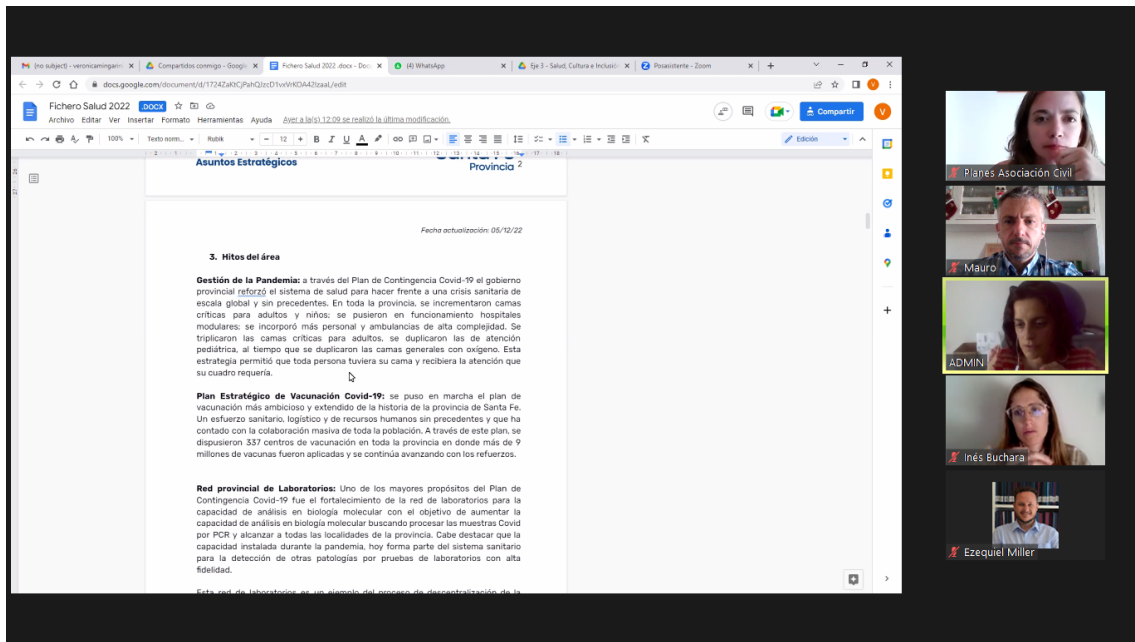 (no subject) - veronicamingarin
Compartidos conmigo - Google
Fichero Salud 2022 .docx - Doc
(4) WhatsApp
Eje 3 - Salud, Cultura e Inclusión
Posasistente - Zoom
Fichero Salud 2022
.DOCX
Compartir
V
Archivo Editar Ver Insertar Formato Herramientas Ayuda Ayer a la(s) 12:09 se realizó la última modificación.
100% Texto norm... Rubik 12 B I U A Edición
Asuntos Estratégicos
Provincia 2
Fecha actualización: 05/12/22
3. Hitos del área
Gestión de la Pandemia: a través del Plan de Contingencia Covid-19 el gobierno
provincial reforzó el sistema de salud para hacer frente a una crisis sanitaria de
escala global y sin precedentes. En toda la provincia, se incrementaron camas
críticas para adultos y niños; se pusieron en funcionamiento hospitales
modulares; se incorporó más personal y ambulancias de alta complejidad. Se
triplicaron las camas críticas para adultos, se duplicaron las de atención
pediátrica, al tiempo que se duplicaron las camas generales con oxígeno. Esta
estrategia permitió que toda persona tuviera su cama y recibiera la atención que
su cuadro requería.
Plan Estratégico de Vacunación Covid-19: se puso en marcha el plan de
vacunación más ambicioso y extendido de la historia de la provincia de Santa Fe.
Un esfuerzo sanitario, logístico y de recursos humanos sin precedentes y que ha
contado con la colaboración masiva de toda la población. A través de este plan, se
dispusieron 337 centros de vacunación en toda la provincia en donde más de 9
millones de vacunas fueron aplicadas y se continúa avanzando con los refuerzos.
Red provincial de Laboratorios: Uno de los mayores propósitos del Plan de
Contingencia Covid-19 fue el fortalecimiento de la red de laboratorios para la
capacidad de análisis en biología molecular con el objetivo de aumentar la
capacidad de análisis en biología molecular buscando procesar las muestras Covid
por PCR y alcanzar a todas las localidades de la provincia. Cabe destacar que la
capacidad instalada durante la pandemia, hoy forma parte del sistema sanitario
para la detección de otras patologías por pruebas de laboratorios con alta
fidelidad.
Esta red de laboratorios es un ejemplo del proceso de descentralización de la
Planes Asociación Civil
Mauro
ADMIN
Inés Buchara
Ezequiel Miller